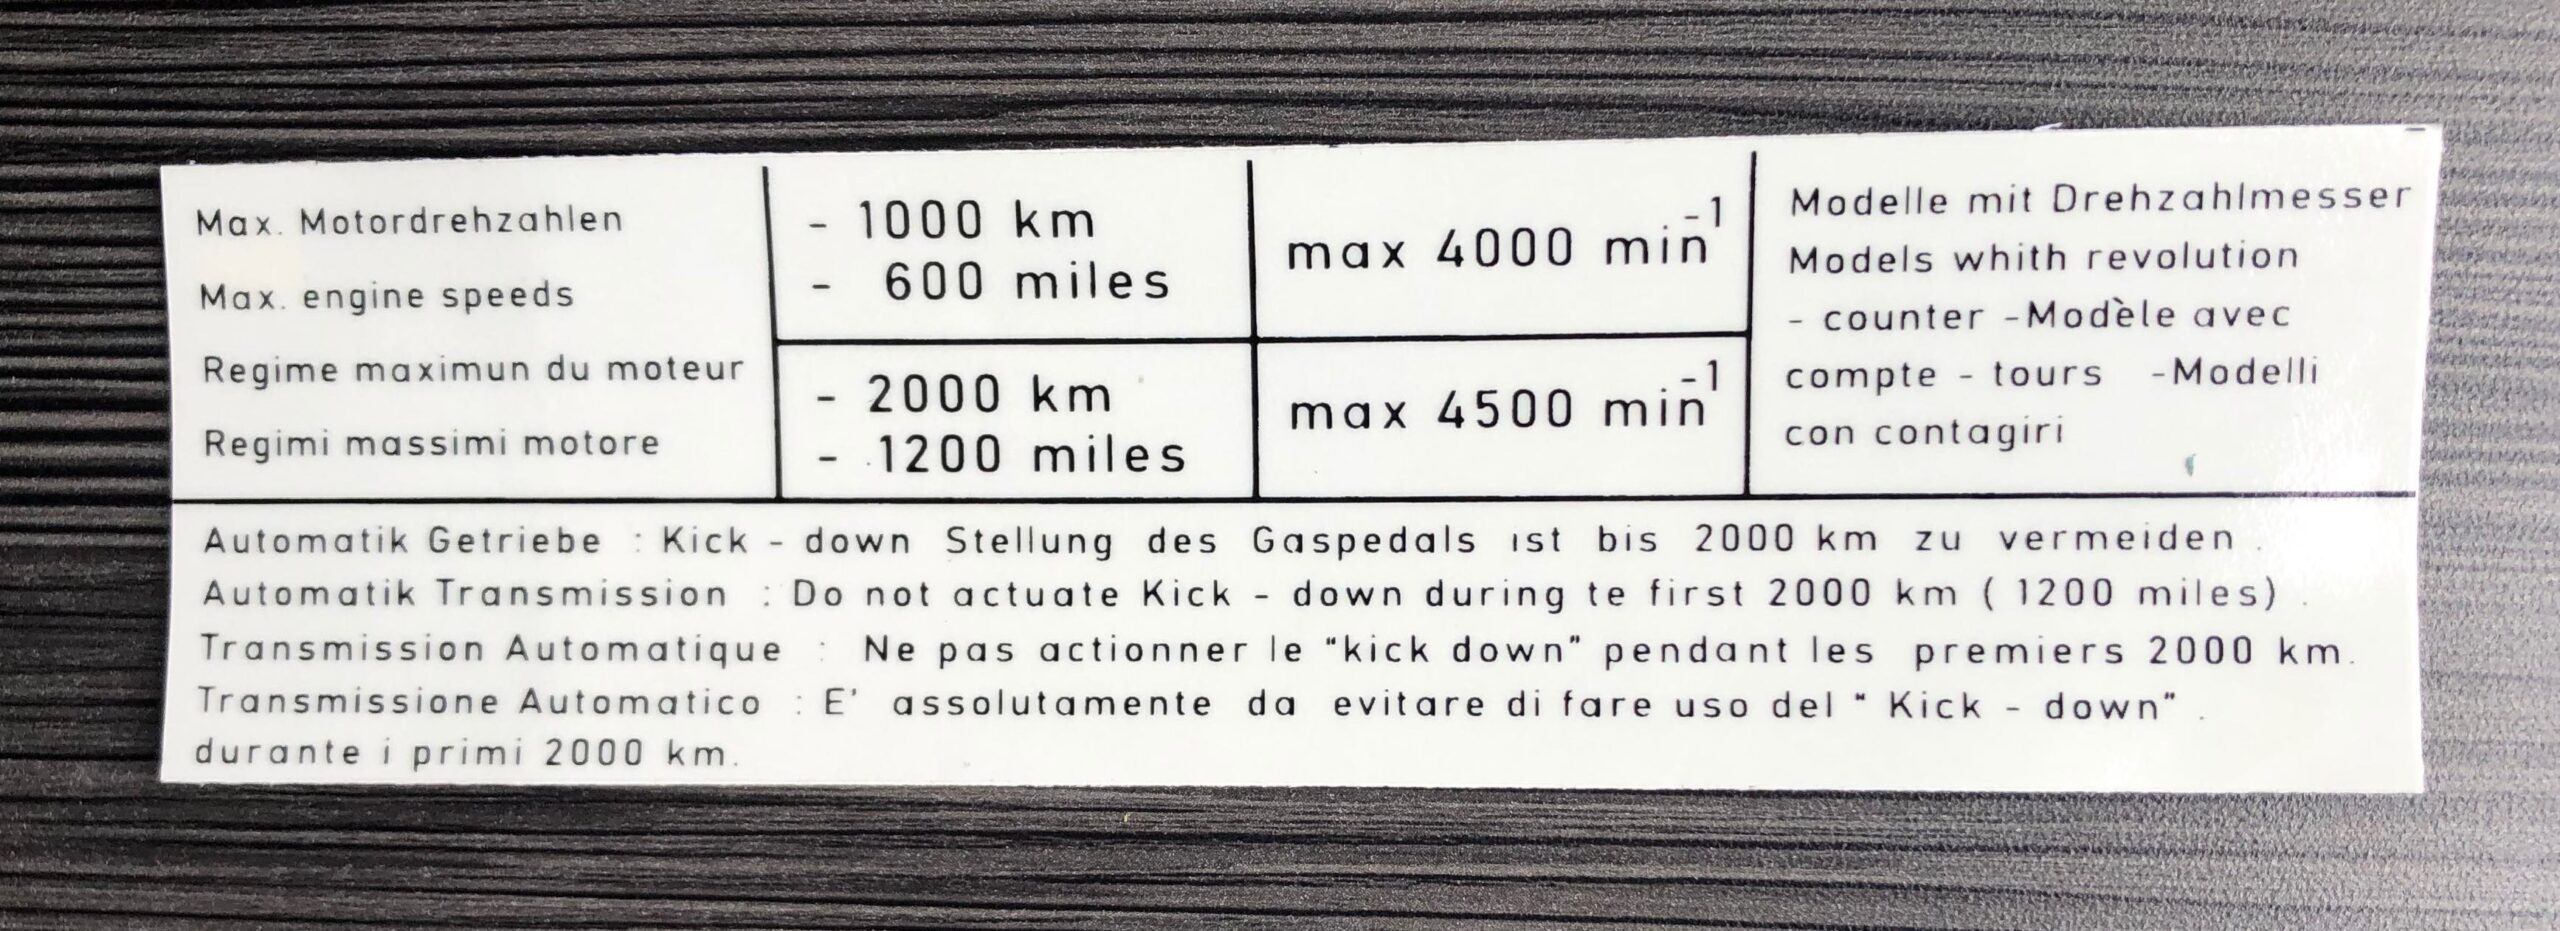 Max. Motordrehzahlen
Max. engine speeds
Regime maximun du moteur
Regimi massimi motore
- 1000 km
- 600 miles
max 4000 min-1
- 2000 km
- 1200 miles
max 4500 min-1
Modelle mit Drehzahlmesser
Models whith revolution
- counter -Modèle avec
compte - tours -Modelli
con contagiri
Automatik Getriebe : Kick - down Stellung des Gaspedals ist bis 2000 km zu vermeiden.
Automatik Transmission : Do not actuate Kick - down during te first 2000 km ( 1200 miles) .
Transmission Automatique : Ne pas actionner le "kick down" pendant les premiers 2000 km.
Transmissione Automatico : E' assolutamente da evitare di fare uso del " Kick - down" .
durante i primi 2000 km.